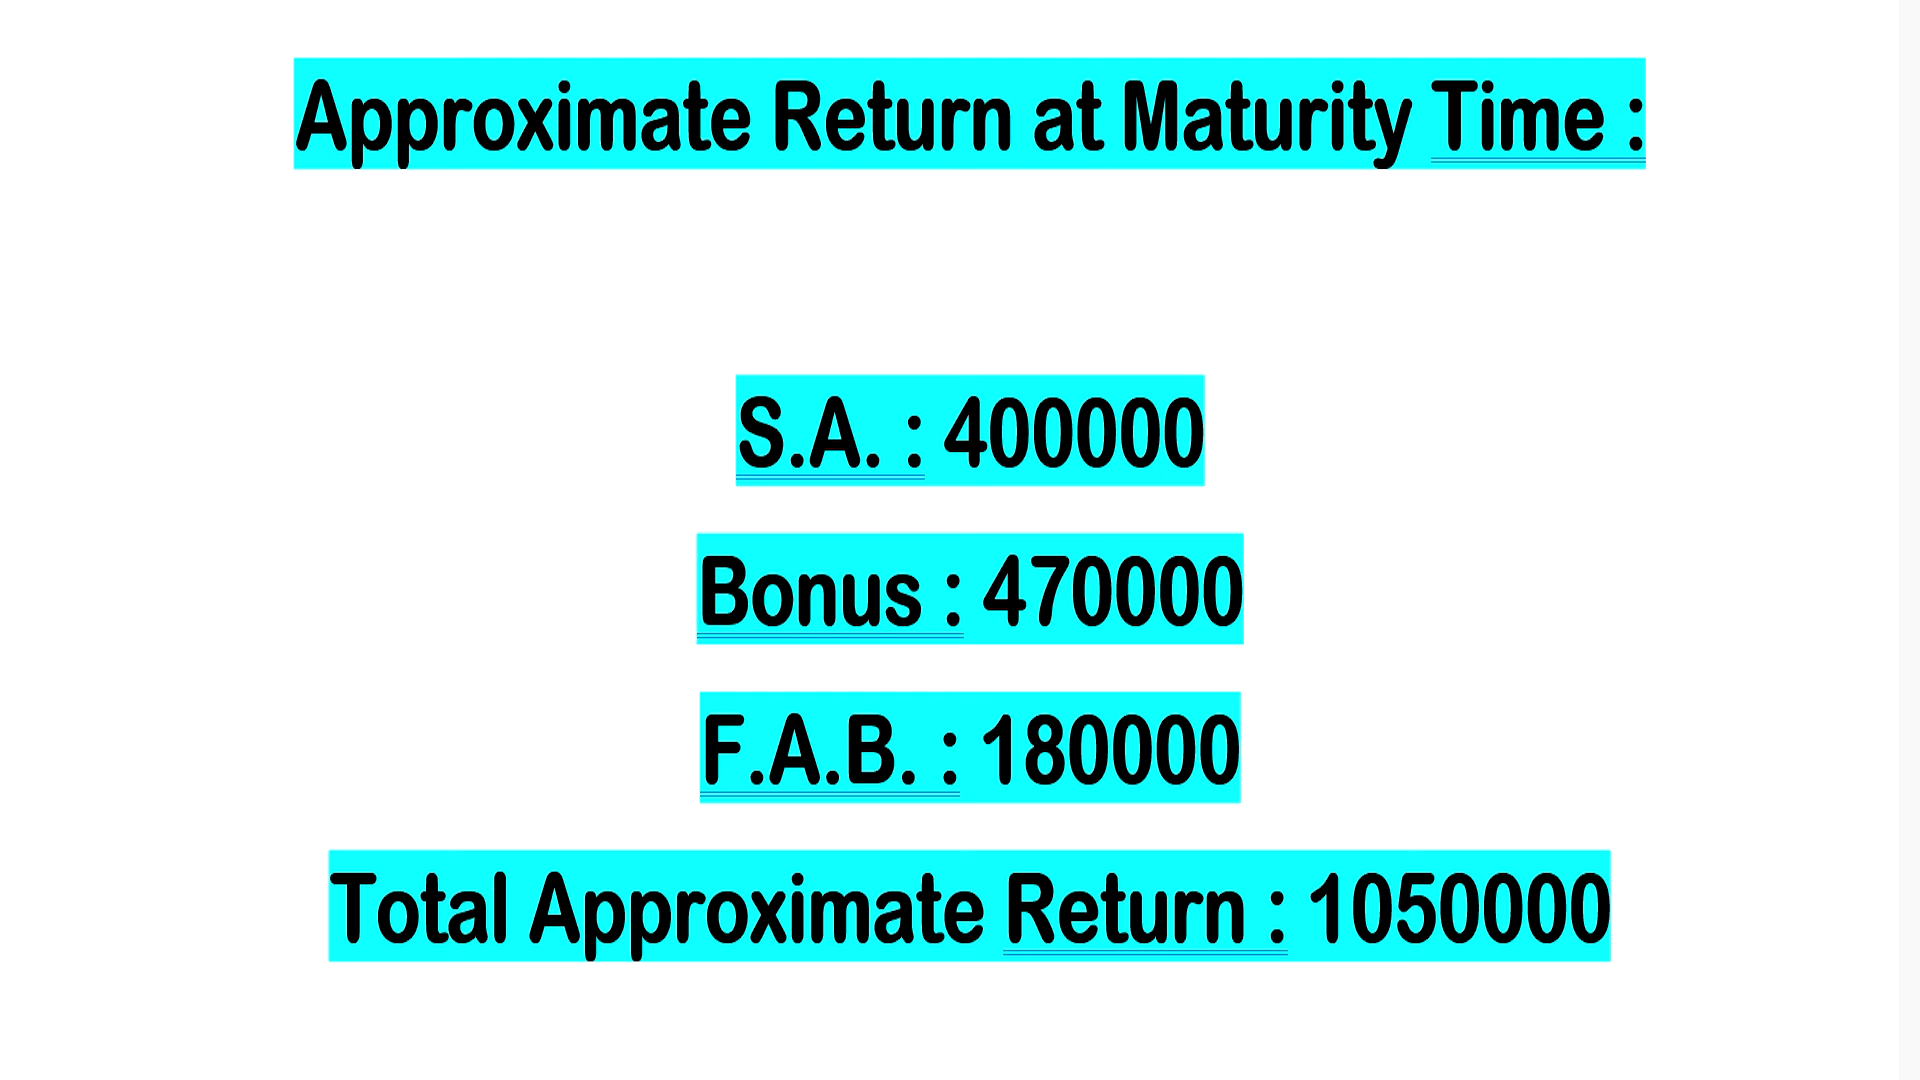 Approximate Return at Maturity Time :
S.A. : 400000
Bonus : 470000
F.A.B. : 180000
Total Approximate Return : 1050000